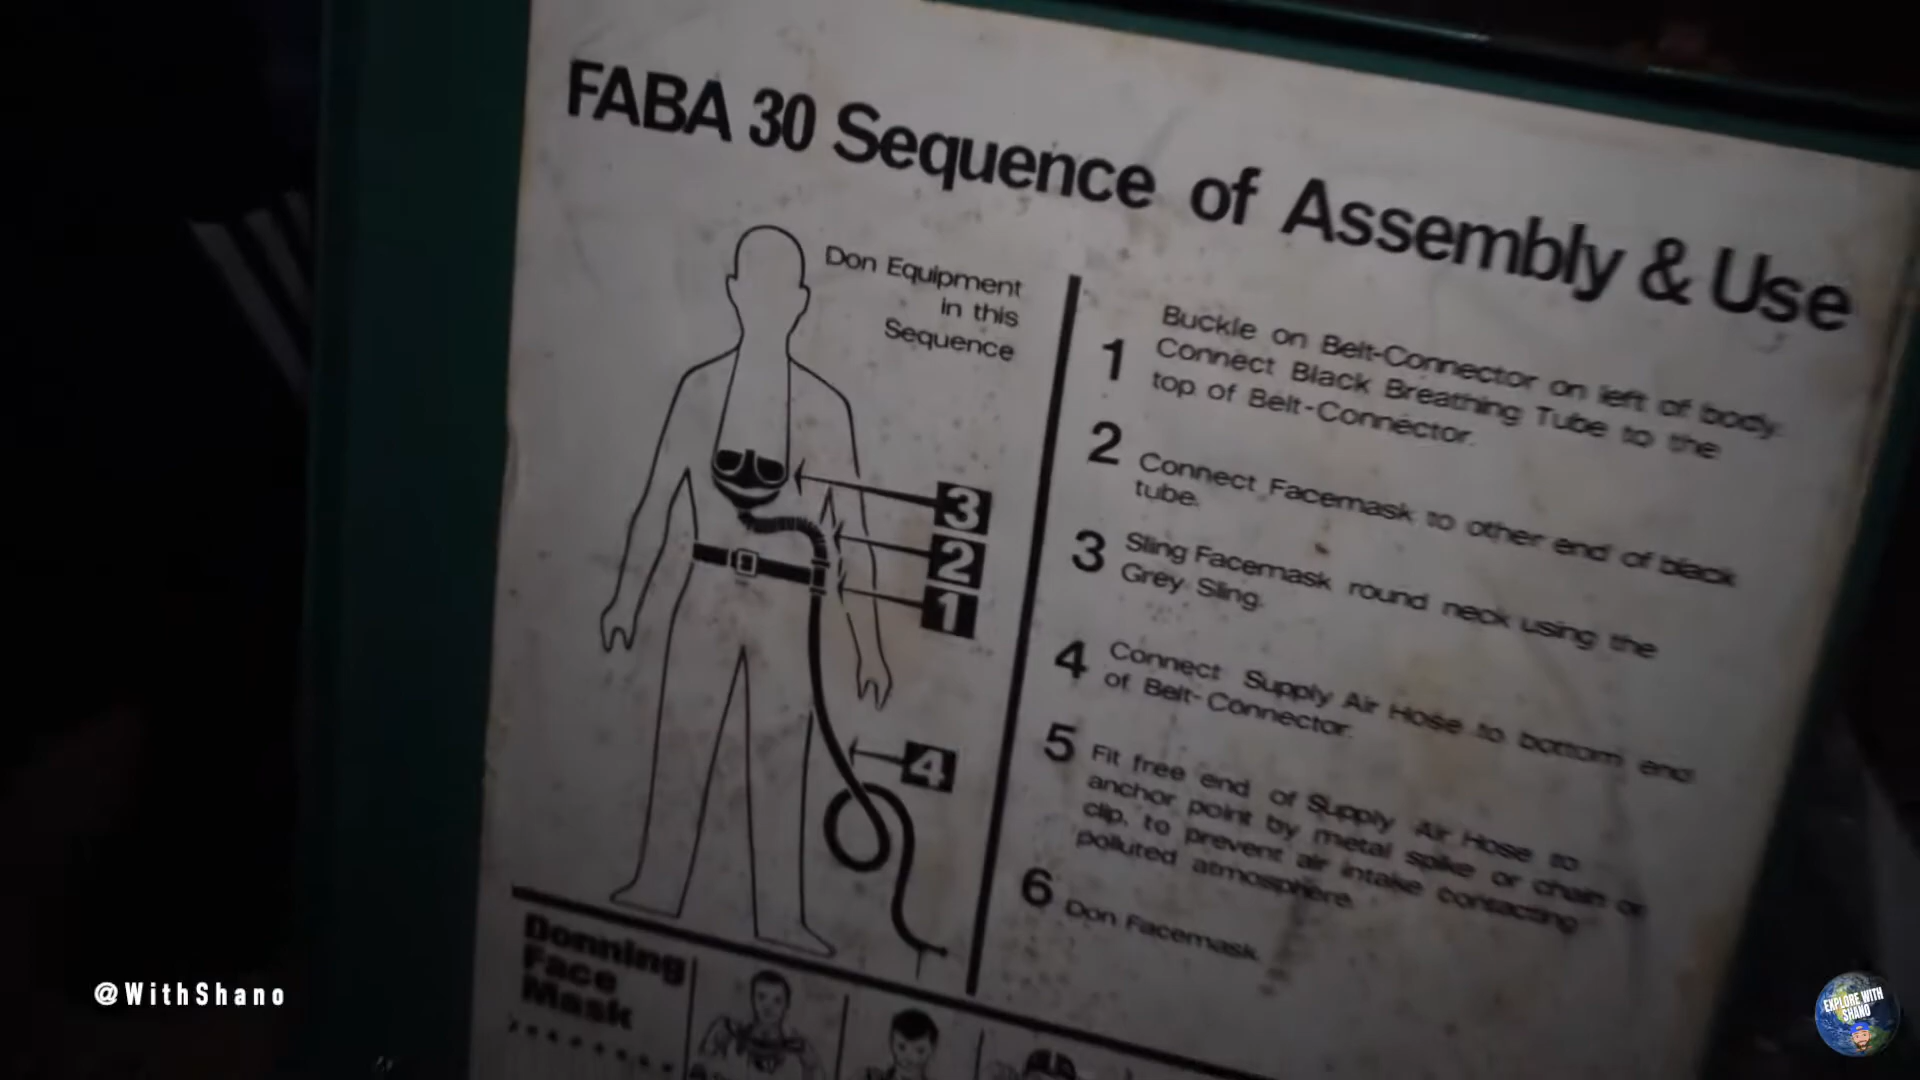 FABA 30 Sequence of Assembly & Use
Don Equipment
in this
Sequence
3
2
1
4
1 Buckle on Belt-Connector on left of body.
Connect Black Breathing Tube to the
top of Belt-Connector.
2 Connect Facemask to other end of black
tube.
3 Sling Facemask round neck using the
Grey Sling.
4 Connect Supply Air Hose to bottom end
of Belt-Connector.
5 Fit free end of Supply Air Hose to
anchor point by metal spike or chain or
clip, to prevent air intake contacting
polluted atmosphere.
6 Don Facemask.
Donning
Face
Mask
@WithShano
EXPLORE WITH
SHANO